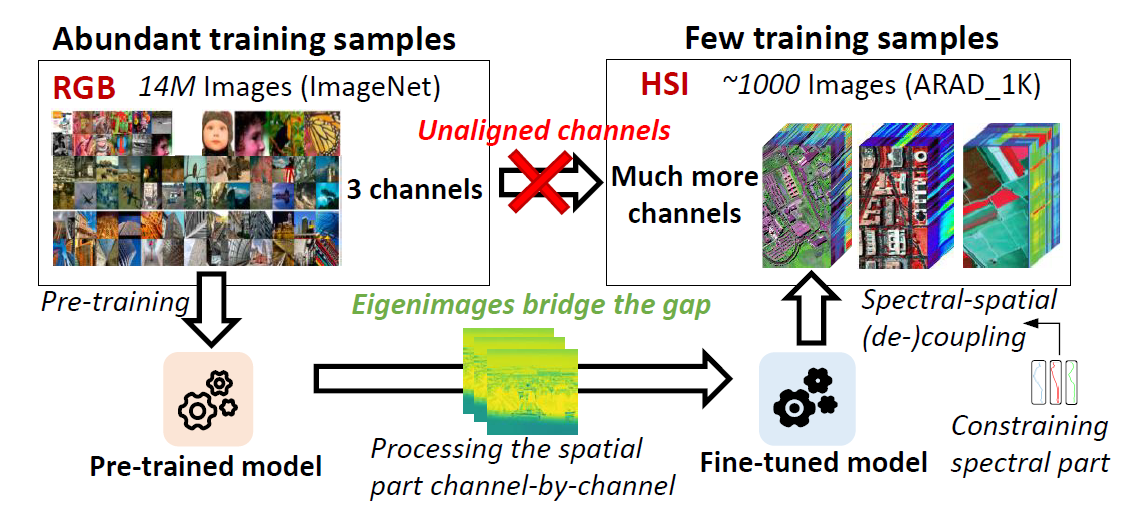 Abundant training samples
Few training samples
RGB 14M Images (ImageNet)
HSI ~1000 Images (ARAD_1K)
Unaligned channels
3 channels
Much more
channels
Pre-training
Eigenimages bridge the gap
Spectral-spatial
(de-)coupling
Pre-trained model
Processing the spatial
part channel-by-channel
Fine-tuned model
Constraining
spectral part